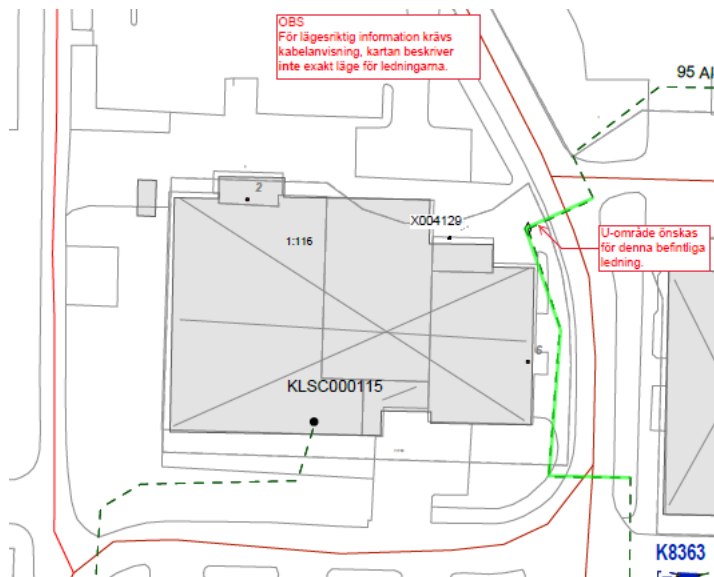 OBS
För lägesriktig information krävs
kabelanvisning, kartan beskriver
inte exakt läge för ledningarna.
95 Al
2
X004129
1:116
U-område önskas
för denna befintliga
ledning.
6
KLSC000115
K8363